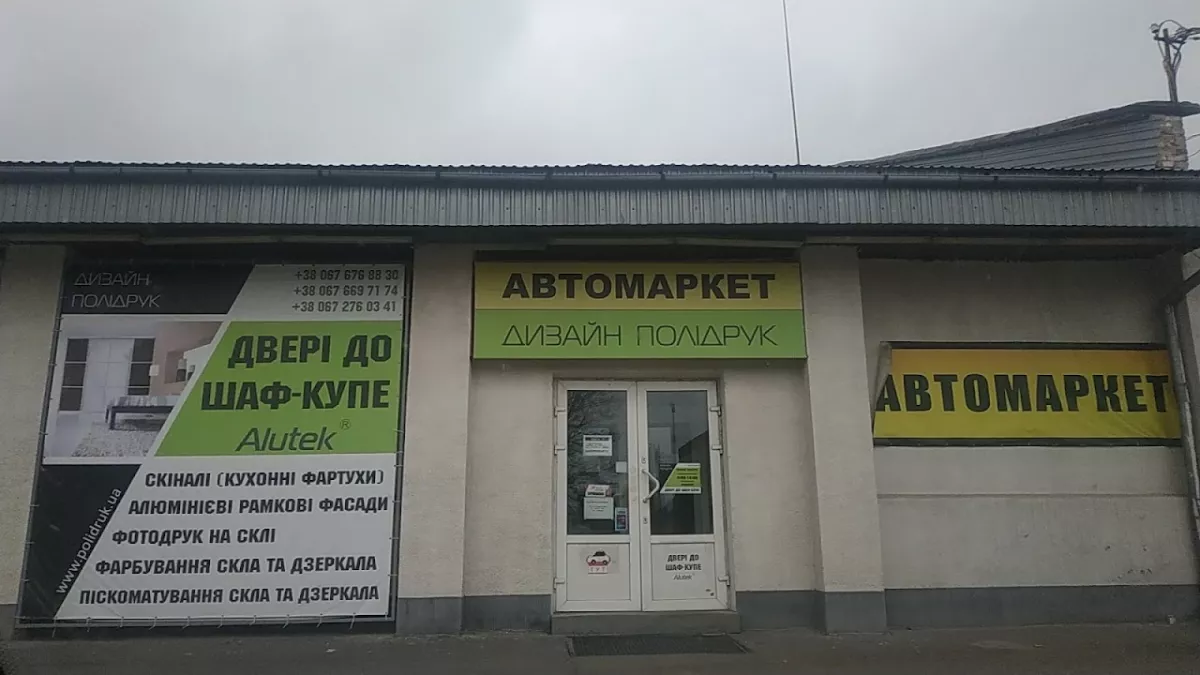 ДИЗАЙН
ПОЛІДРУК
+38 067 676 88 30
+38 067 669 71 74
+38 067 276 03 41
ДВЕРІ ДО
ШАФ-КУПЕ
Alutek®
СКІНАЛІ (КУХОННІ ФАРТУХИ)
АЛЮМІНІЄВІ РАМКОВІ ФАСАДИ
ФОТОДРУК НА СКЛІ
ФАРБУВАННЯ СКЛА ТА ДЗЕРКАЛА
ПІСКОМАТУВАННЯ СКЛА ТА ДЗЕРКАЛА
www.polidruk.ua
АВТОМАРКЕТ
ДИЗАЙН ПОЛІДРУК
ДВЕРІ ДО
ШАФ-КУПЕ
Alutek
АВТОМАРКЕТ